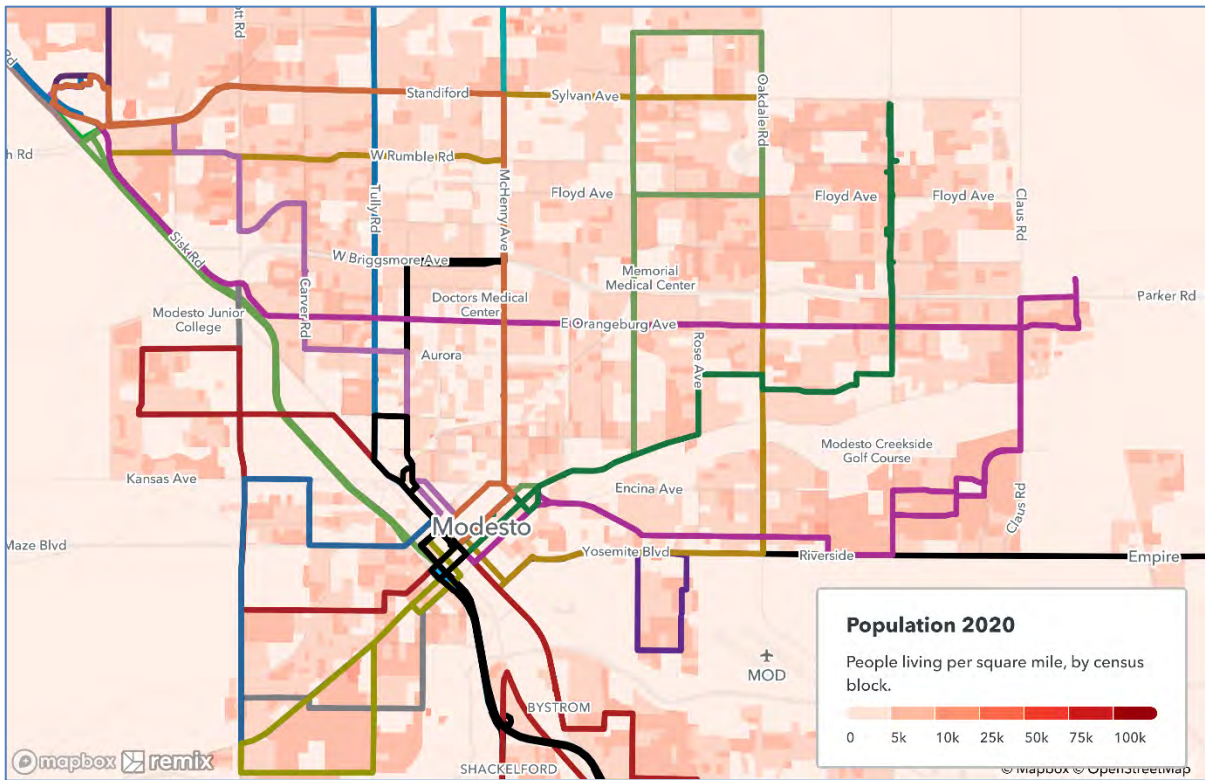 ott Rd
Rd
Standiford
Sylvan Ave
Oakdale Rd
h Rd
W Rumble Rd
Tully Rd
McHenry Ave
Floyd Ave
Floyd Ave
Floyd Ave
Claus Rd
Sisk Rd
W Briggsmore Ave
Carver Rd
Memorial
Medical Center
Parker Rd
Doctors Medical
Center
Modesto Junior
College
E Orangeburg Ave
Rose Ave
Aurora
Modesto Creekside
Golf Course
Kansas Ave
Encina Ave
Claus Rd
Modesto
Maze Blvd
Yosemite Blvd
Riverside
Empire
MOD
BYSTROM
SHACKELFORD
Population 2020
People living per square mile, by census
block.
0 5k 10k 25k 50k 75k 100k
mapbox remix
© Mapbox © OpenStreetMap